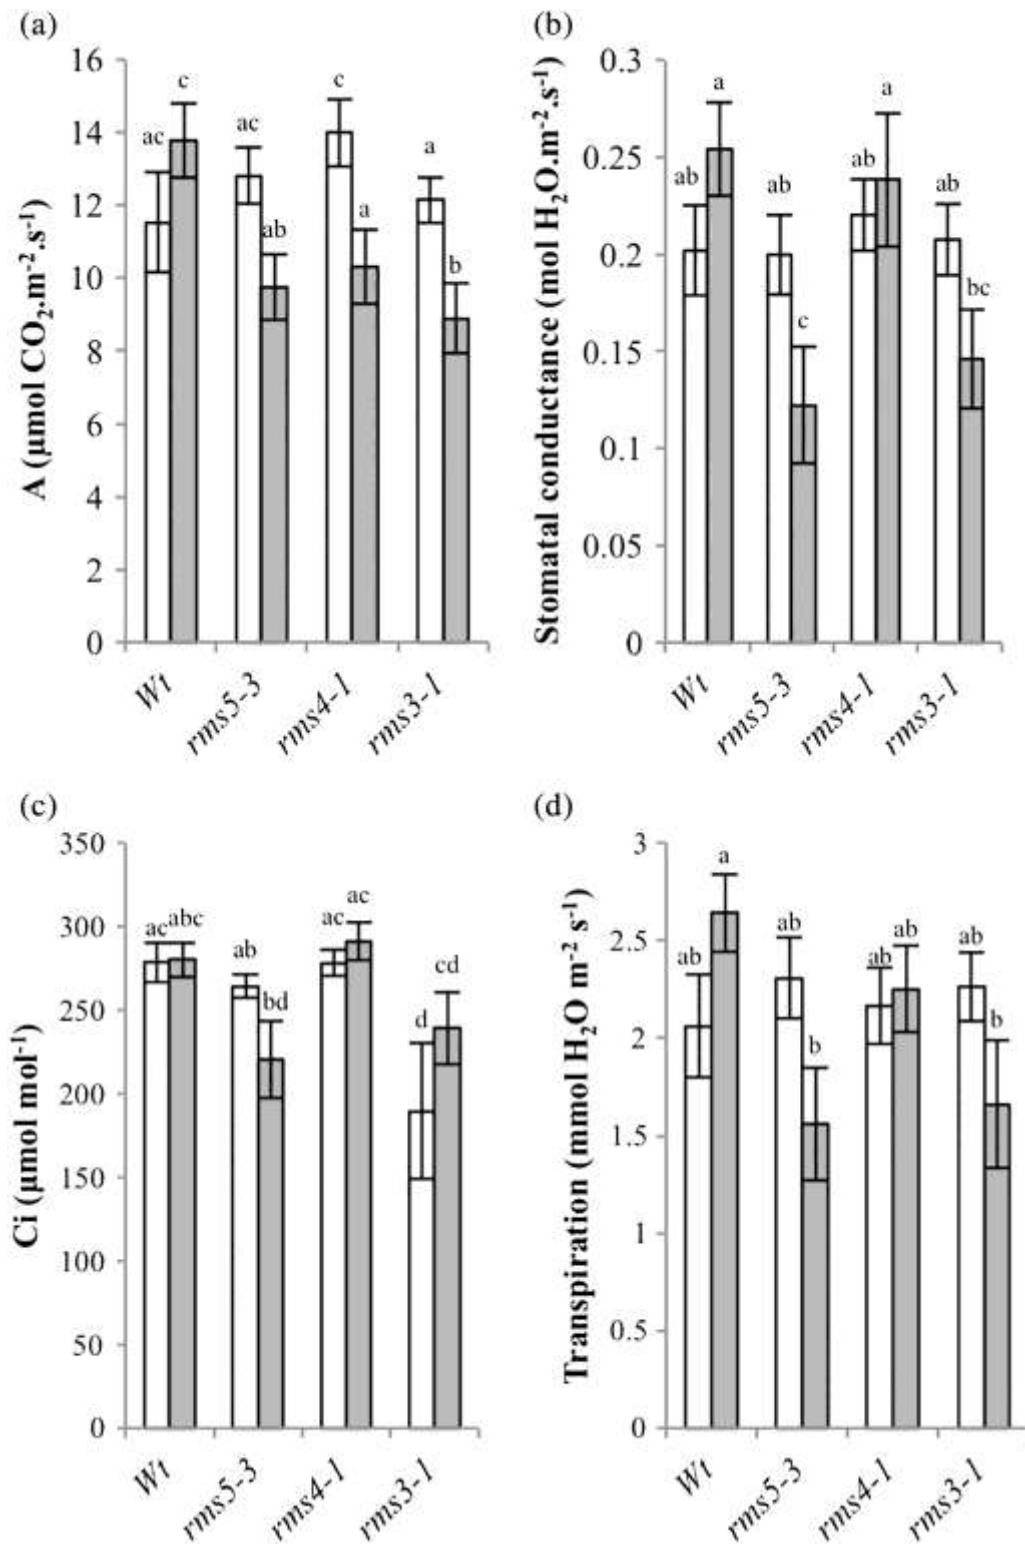 (a)
A (µmol CO₂.m⁻².s⁻¹)
16
14
12
10
8
6
4
2
0
ac
c
ac
ab
c
a
a
b
Wt
rms5-3
rms4-1
rms3-1
(b)
Stomatal conductance (mol H₂O.m⁻².s⁻¹)
0.3
0.25
0.2
0.15
0.1
0.05
0
ab
a
ab
c
ab
a
ab
bc
Wt
rms5-3
rms4-1
rms3-1
(c)
Ci (µmol mol⁻¹)
350
300
250
200
150
100
50
0
ac
abc
ab
bd
ac
ac
d
cd
Wt
rms5-3
rms4-1
rms3-1
(d)
Transpiration (mmol H₂O m⁻² s⁻¹)
3
2.5
2
1.5
1
0.5
0
ab
a
ab
b
ab
ab
ab
b
Wt
rms5-3
rms4-1
rms3-1